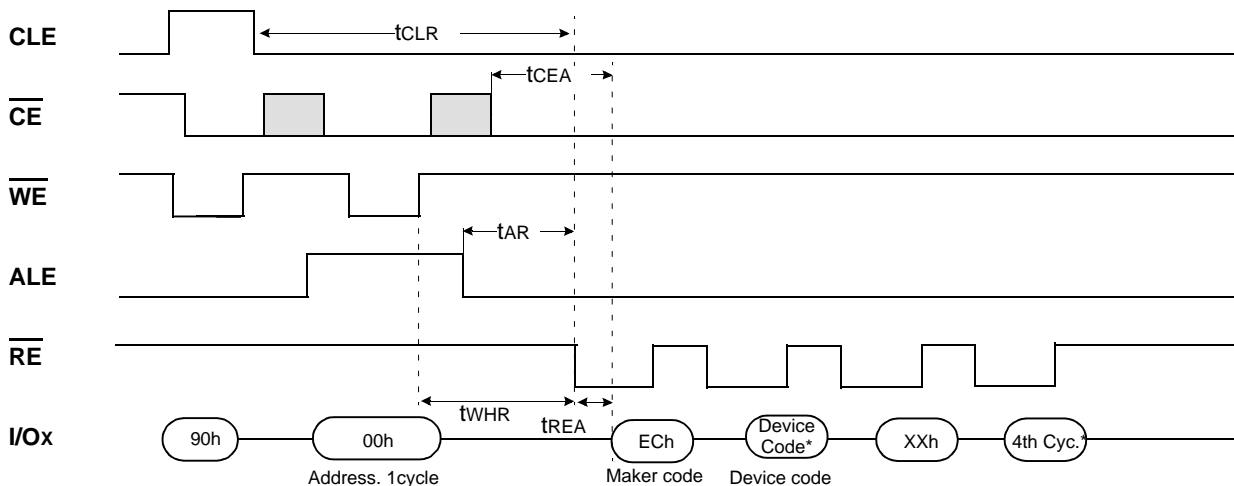 CLE
tCLR
tCEA
CE
WE
tAR
ALE
RE
tWHR
tREA
I/Ox
90h
00h
ECh
Device
Code*
XXh
4th Cyc.*
Address. 1cycle
Maker code
Device code